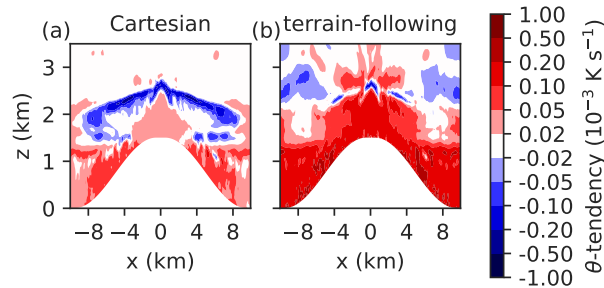 (a) Cartesian
(b) terrain-following
z (km)
3
2
1
0
−8 −4 0 4 8
x (km)
−8 −4 0 4 8
x (km)
1.00
0.50
0.20
0.10
0.05
0.02
-0.02
-0.05
-0.10
-0.20
-0.50
-1.00
θ-tendency (10⁻³ K s⁻¹)